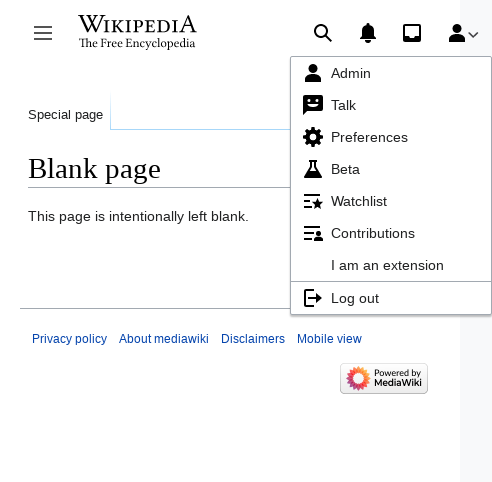 WIKIPEDIA
The Free Encyclopedia
Admin
Talk
Preferences
Beta
Watchlist
Contributions
I am an extension
Log out
Special page
Blank page
This page is intentionally left blank.
Privacy policy About mediawiki Disclaimers Mobile view
Powered by
MediaWiki